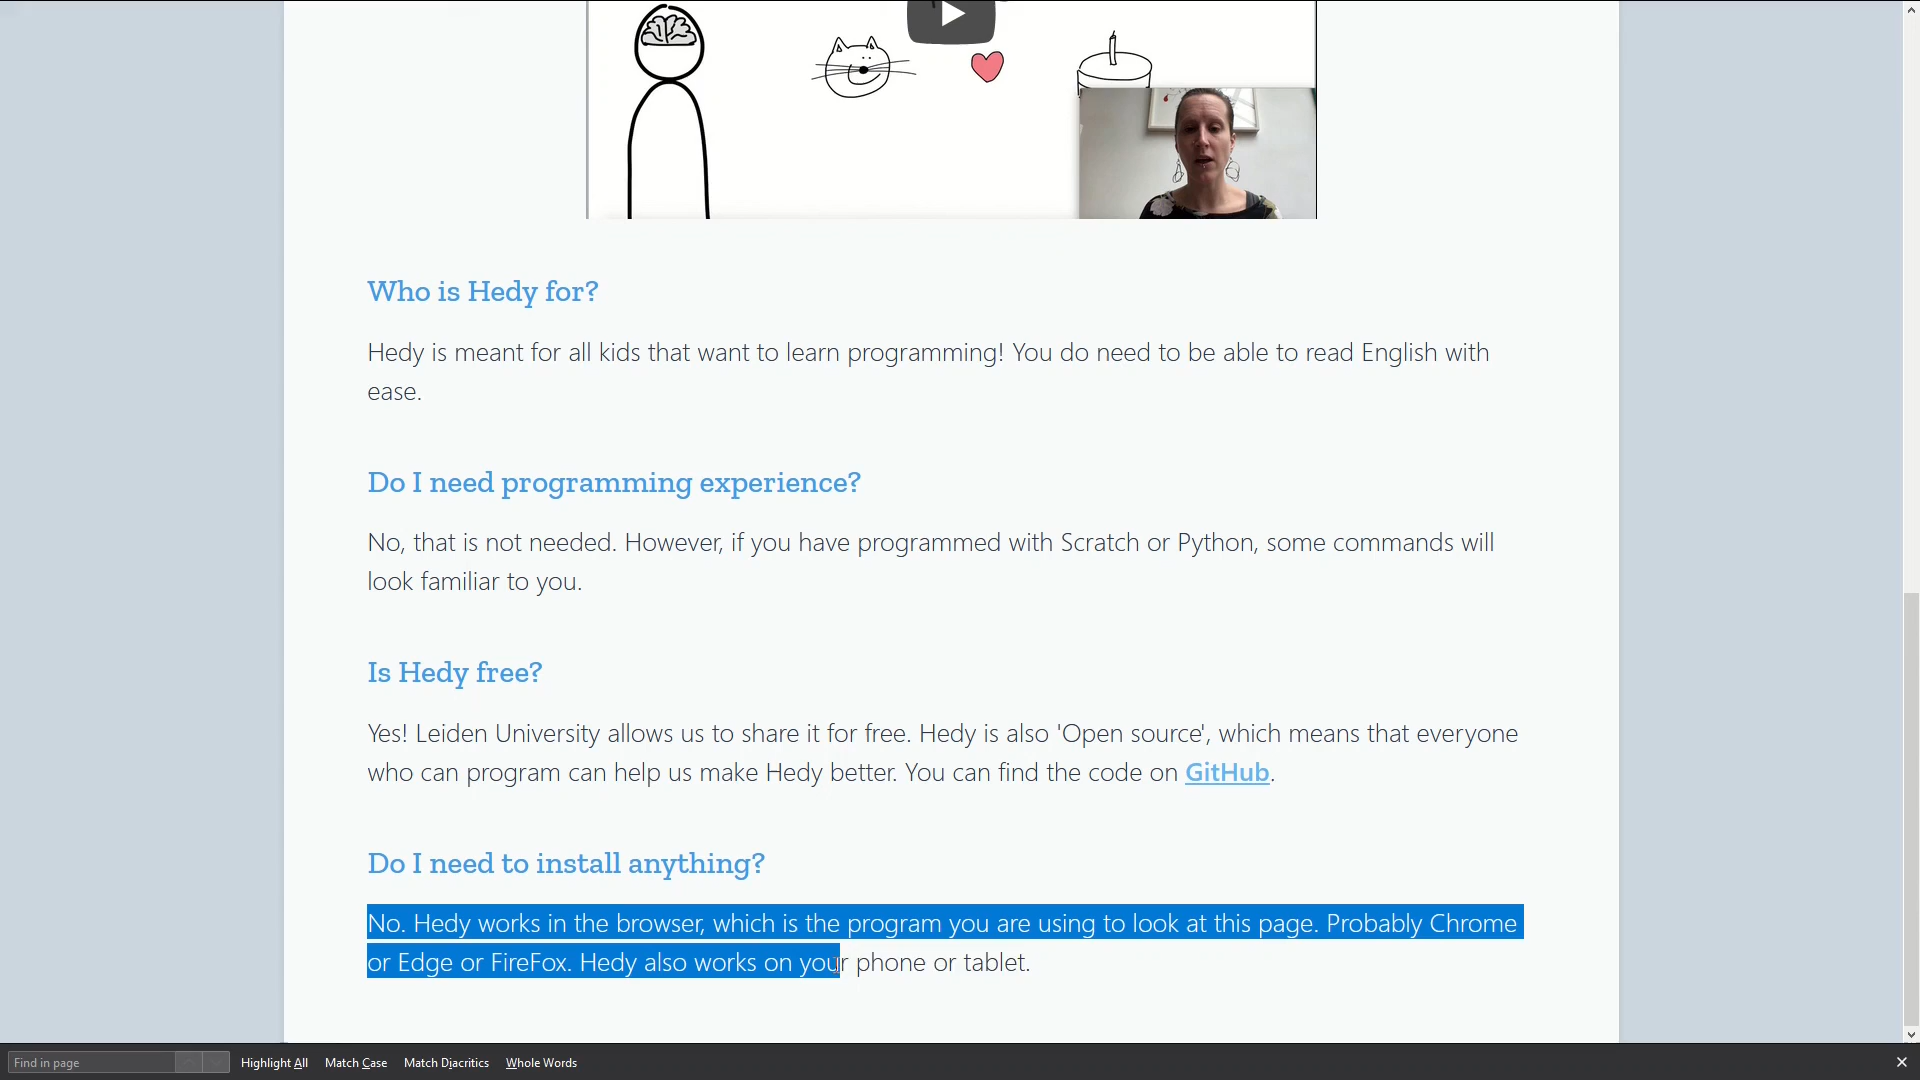 Who is Hedy for?
Hedy is meant for all kids that want to learn programming! You do need to be able to read English with
ease.
Do I need programming experience?
No, that is not needed. However, if you have programmed with Scratch or Python, some commands will
look familiar to you.
Is Hedy free?
Yes! Leiden University allows us to share it for free. Hedy is also 'Open source', which means that everyone
who can program can help us make Hedy better. You can find the code on GitHub.
Do I need to install anything?
No. Hedy works in the browser, which is the program you are using to look at this page. Probably Chrome
or Edge or FireFox. Hedy also works on your phone or tablet.
Find in page Highlight All Match Case Match Diacritics Whole Words